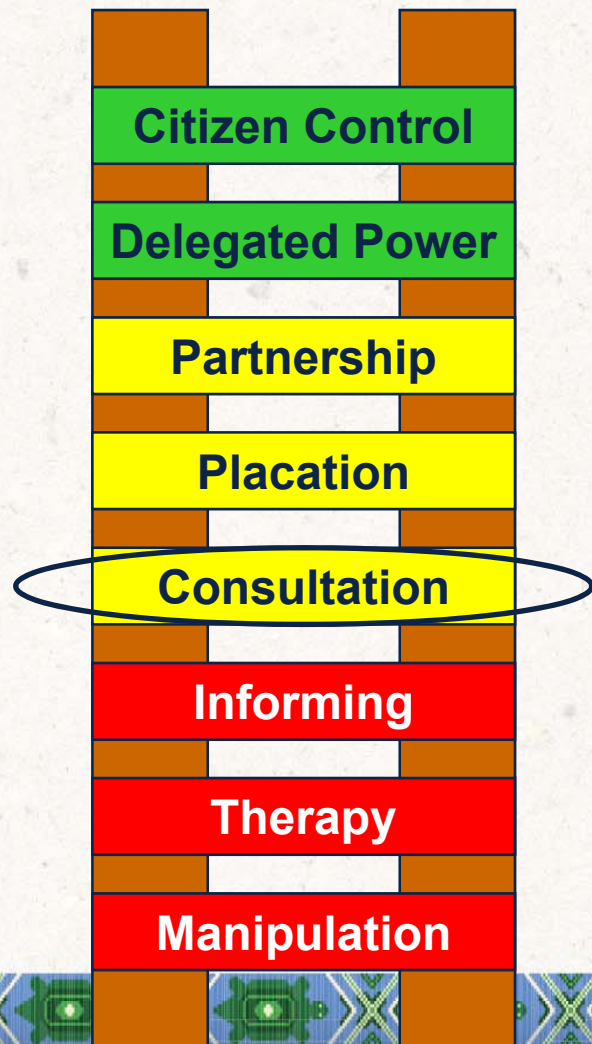 Citizen Control
Delegated Power
Partnership
Placation
Consultation
Informing
Therapy
Manipulation